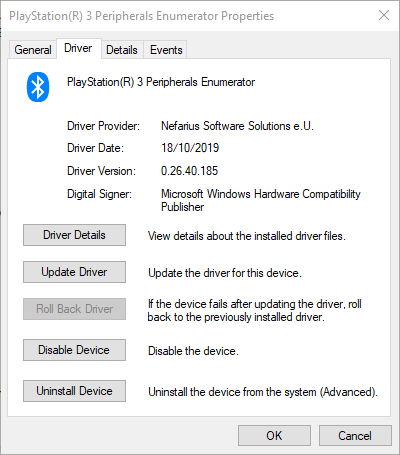 PlayStation(R) 3 Peripherals Enumerator Properties
General Driver Details Events
PlayStation(R) 3 Peripherals Enumerator
Driver Provider: Nefarius Software Solutions e.U.
Driver Date: 18/10/2019
Driver Version: 0.26.40.185
Digital Signer: Microsoft Windows Hardware Compatibility
Publisher
Driver Details View details about the installed driver files.
Update Driver Update the driver for this device.
Roll Back Driver If the device fails after updating the driver, roll
back to the previously installed driver.
Disable Device Disable the device.
Uninstall Device Uninstall the device from the system (Advanced).
OK Cancel